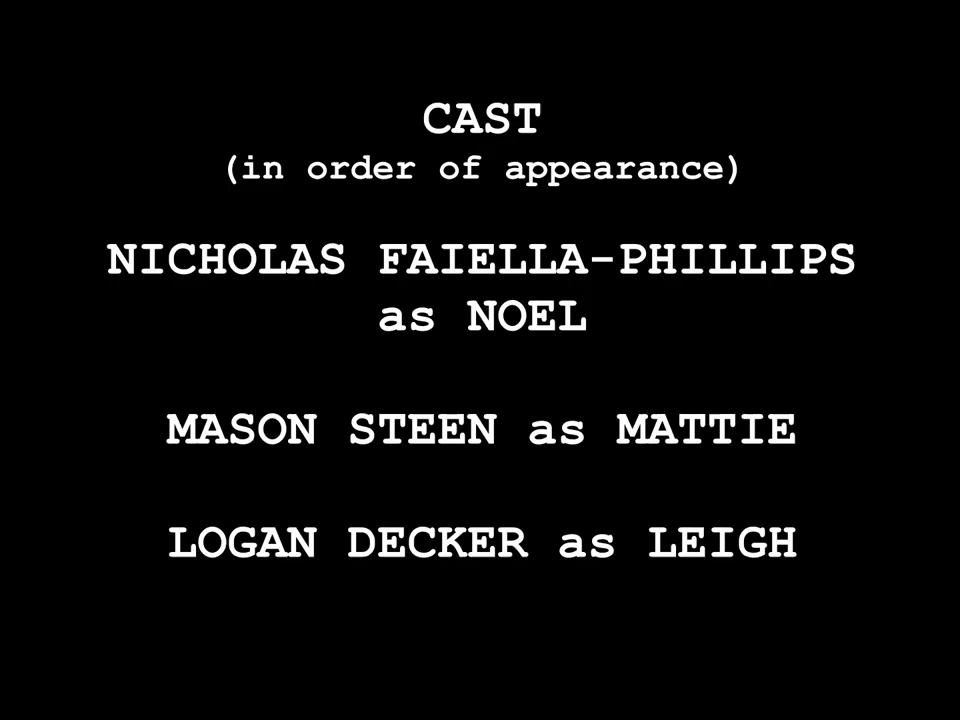 CAST
(in order of appearance)
NICHOLAS FAIELLA-PHILLIPS
as NOEL
MASON STEEN as MATTIE
LOGAN DECKER as LEIGH